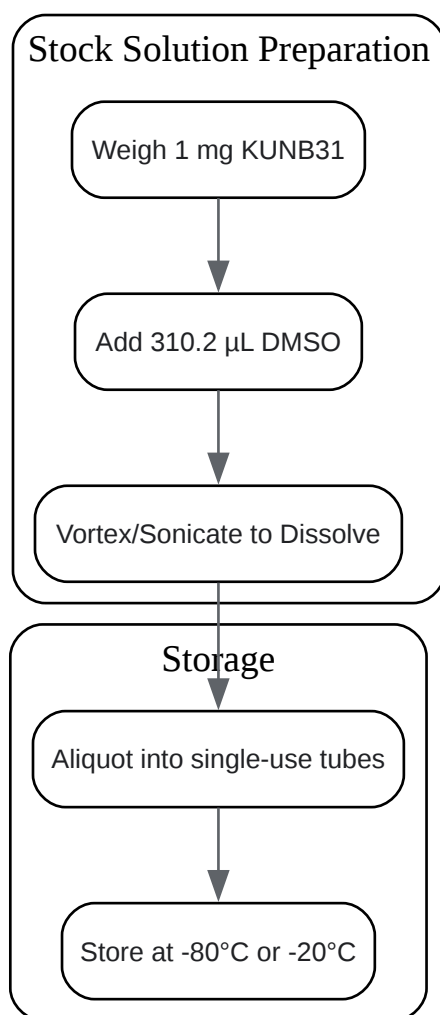 Stock Solution Preparation
Weigh 1 mg KUNB31
Add 310.2 µL DMSO
Vortex/Sonicate to Dissolve
Storage
Aliquot into single-use tubes
Store at -80°C or -20°C